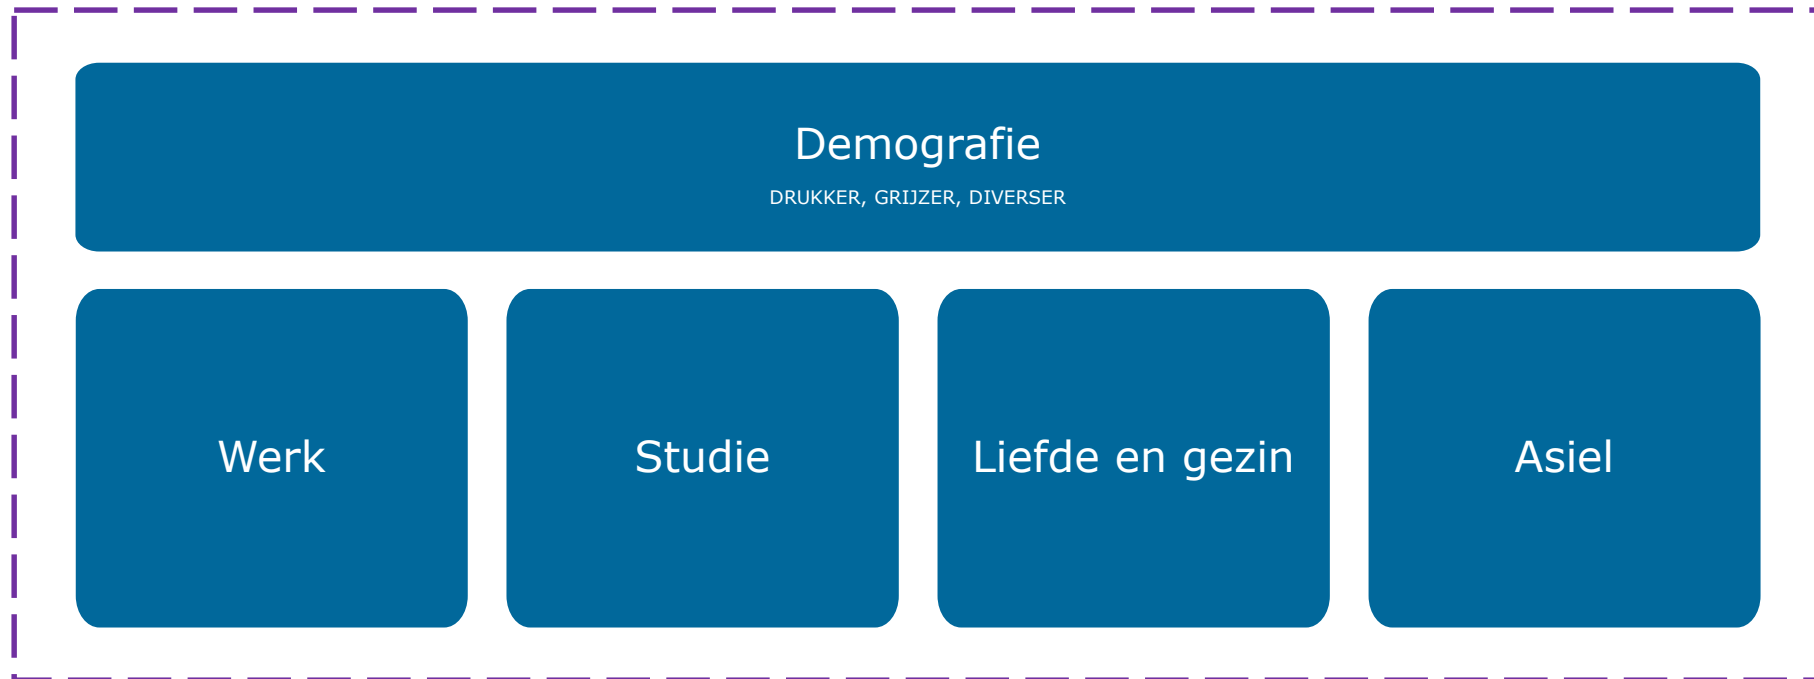 Demografie
DRUKKER, GRIJZER, DIVERSER
Werk
Studie
Liefde en gezin
Asiel